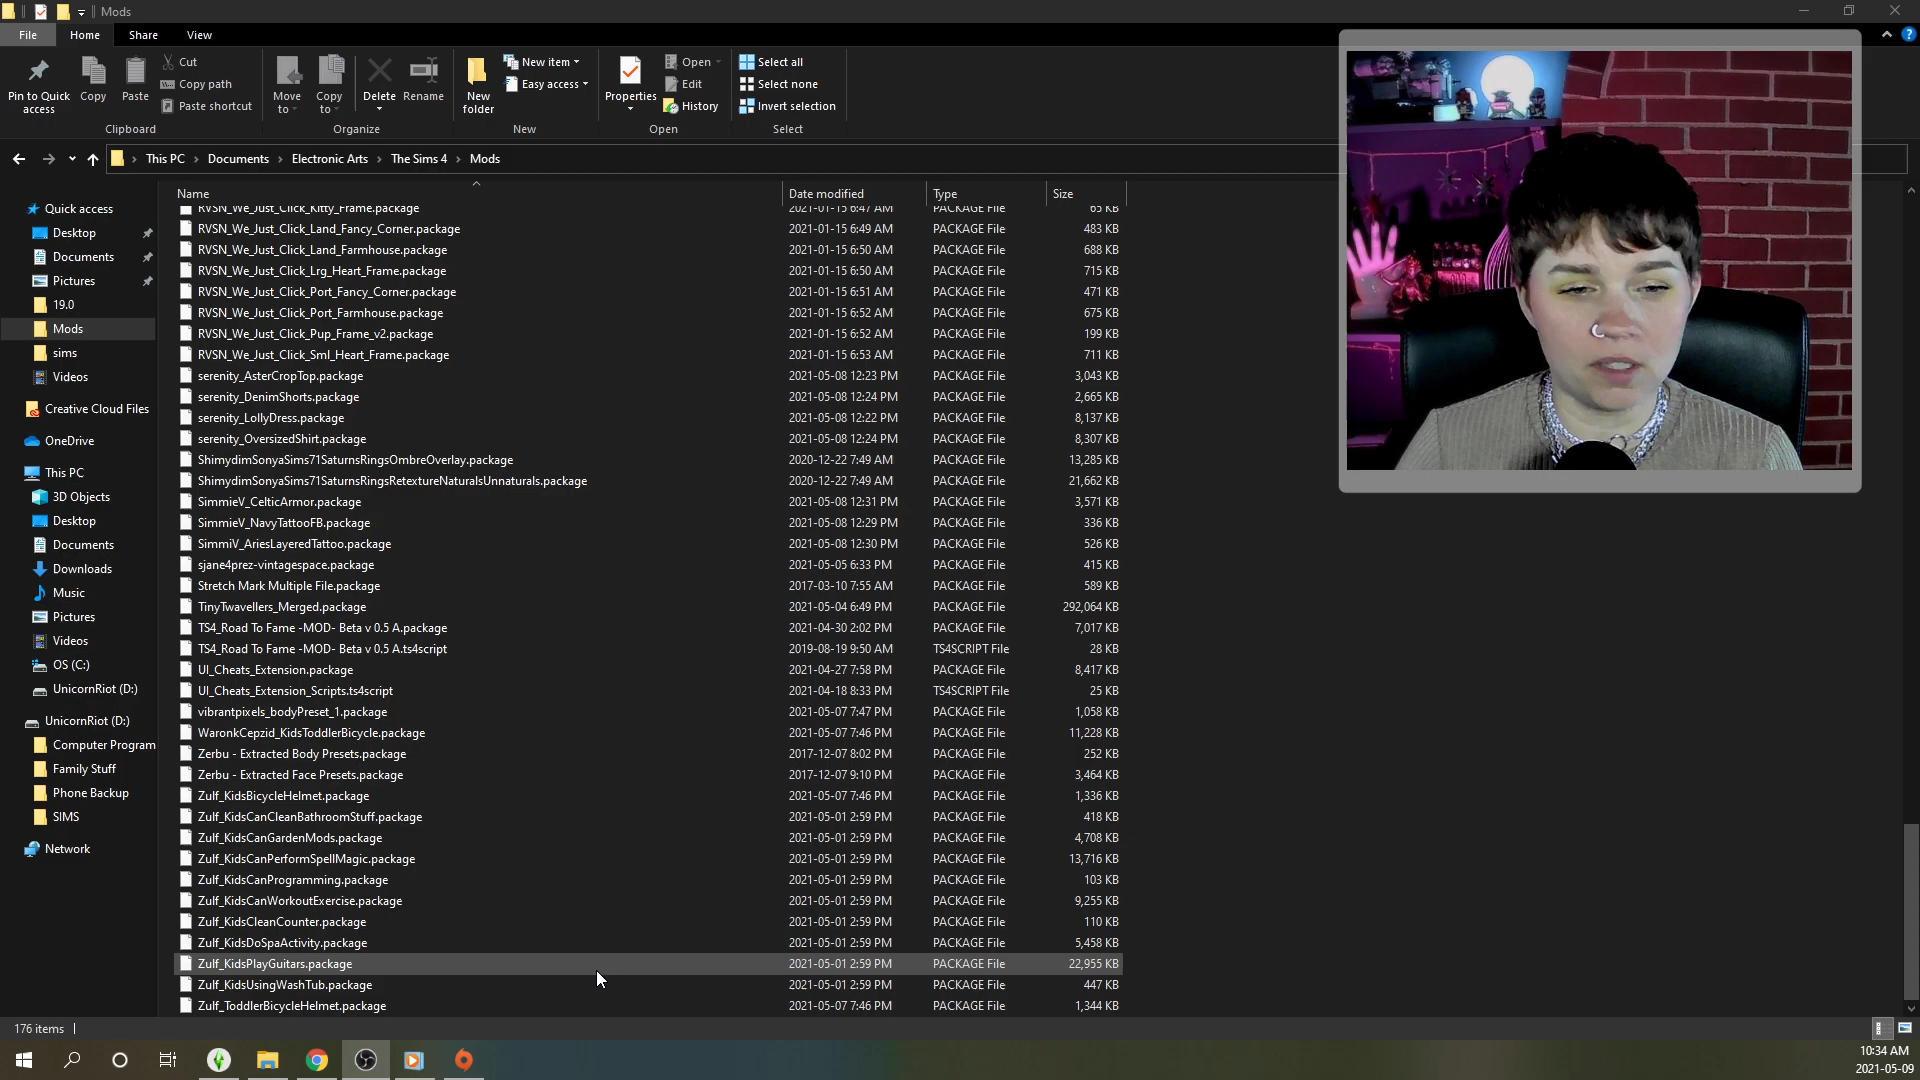 Mods
File Home Share View
Pin to Quick access
Copy
Paste
Cut
Copy path
Paste shortcut
Clipboard
Move to
Copy to
Delete
Rename
Organize
New folder
New item
Easy access
New
Properties
Open
Edit
History
Open
Select all
Select none
Invert selection
Select
This PC > Documents > Electronic Arts > The Sims 4 > Mods
Quick access
Desktop
Documents
Pictures
19.0
Mods
sims
Videos
Creative Cloud Files
OneDrive
This PC
3D Objects
Desktop
Documents
Downloads
Music
Pictures
Videos
OS (C:)
UnicornRiot (D:)
UnicornRiot (D:)
Computer Program
Family Stuff
Phone Backup
SIMS
Network
Name Date modified Type Size
RVSN_We_Just_Click_Kitty_Frame.package 2021-01-15 6:47 AM PACKAGE File 65 KB
RVSN_We_Just_Click_Land_Fancy_Corner.package 2021-01-15 6:49 AM PACKAGE File 483 KB
RVSN_We_Just_Click_Land_Farmhouse.package 2021-01-15 6:50 AM PACKAGE File 688 KB
RVSN_We_Just_Click_Lrg_Heart_Frame.package 2021-01-15 6:50 AM PACKAGE File 715 KB
RVSN_We_Just_Click_Port_Fancy_Corner.package 2021-01-15 6:51 AM PACKAGE File 471 KB
RVSN_We_Just_Click_Port_Farmhouse.package 2021-01-15 6:52 AM PACKAGE File 675 KB
RVSN_We_Just_Click_Pup_Frame_v2.package 2021-01-15 6:52 AM PACKAGE File 199 KB
RVSN_We_Just_Click_Sml_Heart_Frame.package 2021-01-15 6:53 AM PACKAGE File 711 KB
serenity_AsterCropTop.package 2021-05-08 12:23 PM PACKAGE File 3,043 KB
serenity_DenimShorts.package 2021-05-08 12:24 PM PACKAGE File 2,665 KB
serenity_LollyDress.package 2021-05-08 12:22 PM PACKAGE File 8,137 KB
serenity_OversizedShirt.package 2021-05-08 12:24 PM PACKAGE File 8,307 KB
ShimydimSonyaSims71SaturnsRingsOmbreOverlay.package 2020-12-22 7:49 AM PACKAGE File 13,285 KB
ShimydimSonyaSims71SaturnsRingsRetextureNaturalsUnnaturals.package 2020-12-22 7:49 AM PACKAGE File 21,662 KB
SimmieV_CelticArmor.package 2021-05-08 12:31 PM PACKAGE File 3,571 KB
SimmieV_NavyTattooFB.package 2021-05-08 12:29 PM PACKAGE File 336 KB
SimmiV_AriesLayeredTattoo.package 2021-05-08 12:30 PM PACKAGE File 526 KB
sjane4prez-vintagespace.package 2021-05-05 6:33 PM PACKAGE File 415 KB
Stretch Mark Multiple File.package 2017-03-10 7:55 AM PACKAGE File 589 KB
TinyTwavellers_Merged.package 2021-05-04 6:49 PM PACKAGE File 292,064 KB
TS4_Road To Fame -MOD- Beta v 0.5 A.package 2021-04-30 2:02 PM PACKAGE File 7,017 KB
TS4_Road To Fame -MOD- Beta v 0.5 A.ts4script 2019-08-19 9:50 AM TS4SCRIPT File 28 KB
UI_Cheats_Extension.package 2021-04-27 7:58 PM PACKAGE File 8,417 KB
UI_Cheats_Extension_Scripts.ts4script 2021-04-18 8:33 PM TS4SCRIPT File 25 KB
vibrantpixels_bodyPreset_1.package 2021-05-07 7:47 PM PACKAGE File 1,058 KB
WaronkCepzid_KidsToddlerBicycle.package 2021-05-07 7:46 PM PACKAGE File 11,228 KB
Zerbu - Extracted Body Presets.package 2017-12-07 8:02 PM PACKAGE File 252 KB
Zerbu - Extracted Face Presets.package 2017-12-07 9:10 PM PACKAGE File 3,464 KB
Zulf_KidsBicycleHelmet.package 2021-05-07 7:46 PM PACKAGE File 1,336 KB
Zulf_KidsCanCleanBathroomStuff.package 2021-05-01 2:59 PM PACKAGE File 418 KB
Zulf_KidsCanGardenMods.package 2021-05-01 2:59 PM PACKAGE File 4,708 KB
Zulf_KidsCanPerformSpellMagic.package 2021-05-01 2:59 PM PACKAGE File 13,716 KB
Zulf_KidsCanProgramming.package 2021-05-01 2:59 PM PACKAGE File 103 KB
Zulf_KidsCanWorkoutExercise.package 2021-05-01 2:59 PM PACKAGE File 9,255 KB
Zulf_KidsCleanCounter.package 2021-05-01 2:59 PM PACKAGE File 110 KB
Zulf_KidsDoSpaActivity.package 2021-05-01 2:59 PM PACKAGE File 5,458 KB
Zulf_KidsPlayGuitars.package 2021-05-01 2:59 PM PACKAGE File 22,955 KB
Zulf_KidsUsingWashTub.package 2021-05-01 2:59 PM PACKAGE File 447 KB
Zulf_ToddlerBicycleHelmet.package 2021-05-07 7:46 PM PACKAGE File 1,344 KB
176 items
10:34 AM
2021-05-09